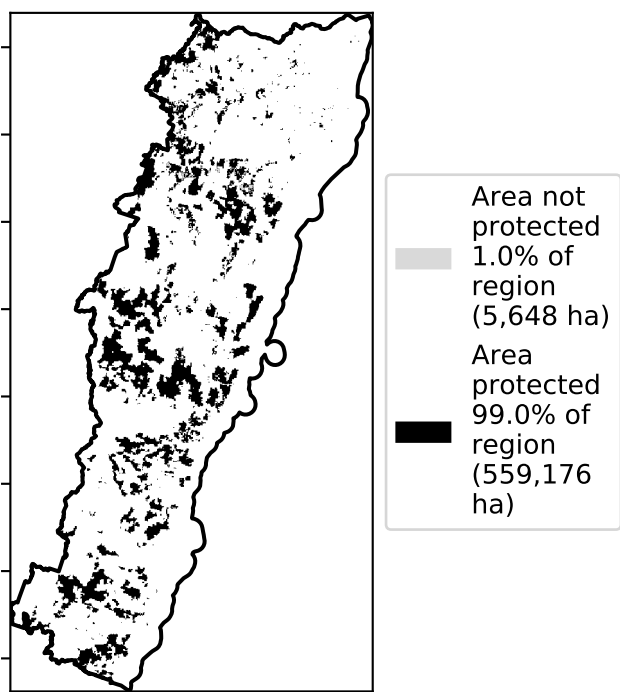 Area not
protected
1.0% of
region
(5,648 ha)
Area
protected
99.0% of
region
(559,176
ha)